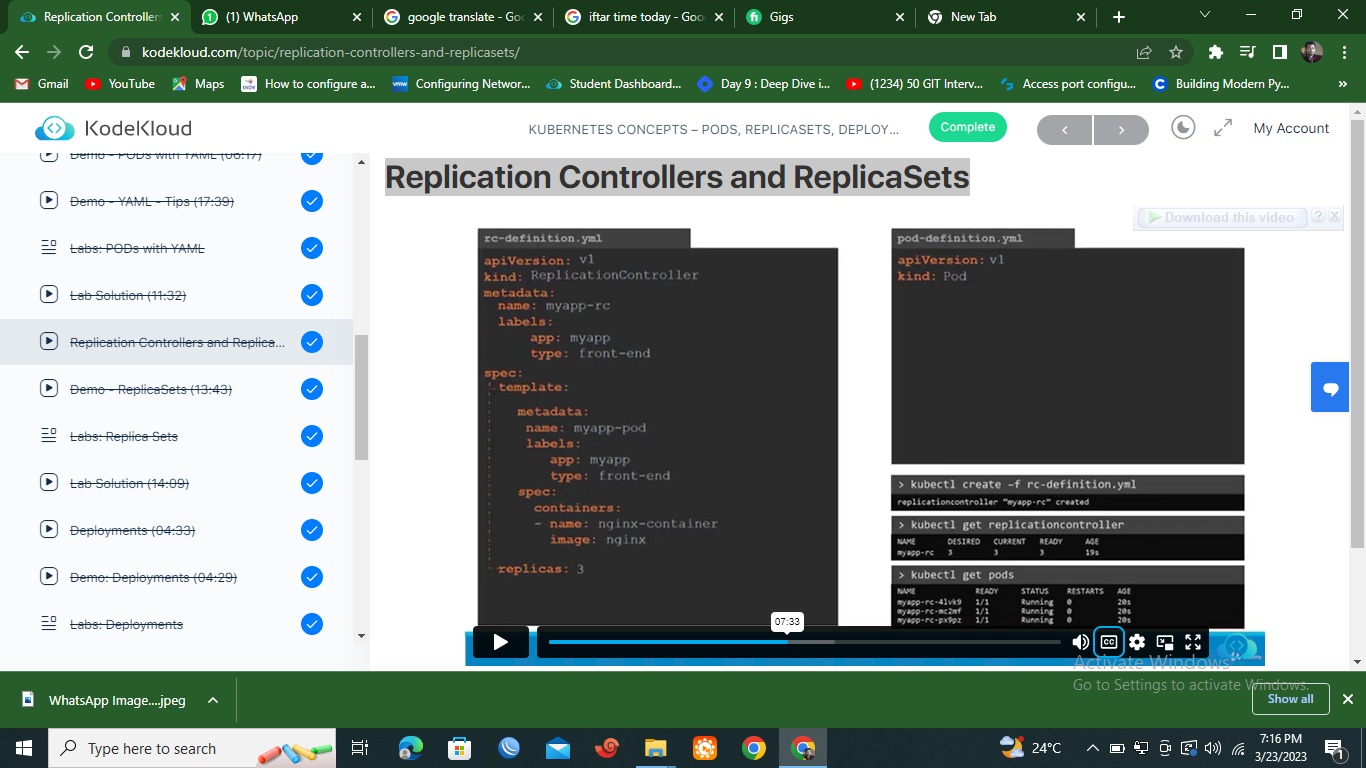 Replication Controllers
(1) WhatsApp
google translate - Goo
iftar time today - Goo
Gigs
New Tab
kodekloud.com/topic/replication-controllers-and-replicasets/
Gmail
YouTube
Maps
How to configure a...
Configuring Networ...
Student Dashboard...
Day 9 : Deep Dive i...
(1234) 50 GIT Interv...
Access port configu...
Building Modern Py...
»
KodeKloud
KUBERNETES CONCEPTS – PODS, REPLICASETS, DEPLOY...
Complete
My Account
Demo - PODs with YAML (06:17)
Demo - YAML - Tips (17:39)
Labs: PODs with YAML
Lab Solution (11:32)
Replication Controllers and Replica...
Demo - ReplicaSets (13:43)
Labs: Replica Sets
Lab Solution (14:09)
Deployments (04:33)
Demo: Deployments (04:29)
Labs: Deployments
Replication Controllers and ReplicaSets
Download this video ? X
rc-definition.yml
apiVersion: v1
kind: ReplicationController
metadata:
name: myapp-rc
labels:
app: myapp
type: front-end
spec:
template:
metadata:
name: myapp-pod
labels:
app: myapp
type: front-end
spec:
containers:
- name: nginx-container
image: nginx
replicas: 3
pod-definition.yml
apiVersion: v1
kind: Pod
> kubectl create -f rc-definition.yml
replicationcontroller "myapp-rc" created
> kubectl get replicationcontroller
NAME DESIRED CURRENT READY AGE
myapp-rc 3 3 3 19s
> kubectl get pods
NAME READY STATUS RESTARTS AGE
myapp-rc-4lvk9 1/1 Running 0 20s
myapp-rc-mc2mf 1/1 Running 0 20s
myapp-rc-px9pz 1/1 Running 0 20s
07:33
CC
Activate Windows
Go to Settings to activate Windows.
WhatsApp Image....jpeg
Show all
Type here to search
24°C
7:16 PM
3/23/2023
1